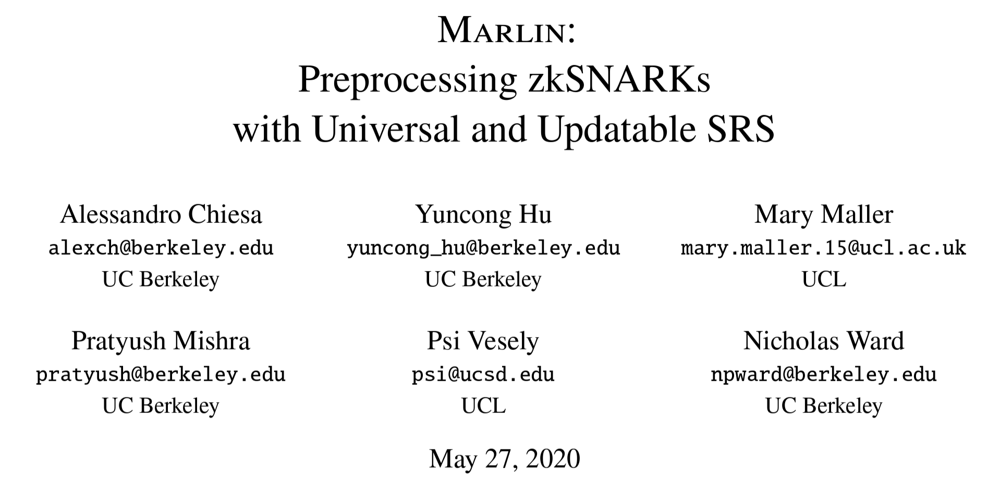 MARLIN:
Preprocessing zkSNARKs
with Universal and Updatable SRS
Alessandro Chiesa
alexch@berkeley.edu
UC Berkeley
Yuncong Hu
yuncong_hu@berkeley.edu
UC Berkeley
Mary Maller
mary.maller.15@ucl.ac.uk
UCL
Pratyush Mishra
pratyush@berkeley.edu
UC Berkeley
Psi Vesely
psi@ucsd.edu
UCL
Nicholas Ward
npward@berkeley.edu
UC Berkeley
May 27, 2020